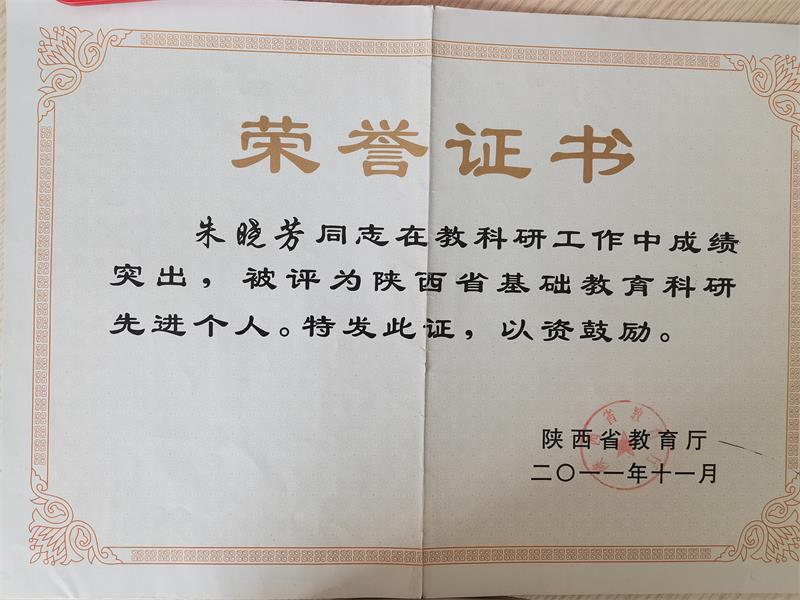 荣誉证书
朱晓芳同志在教科研工作中成绩
突出，被评为陕西省基础教育科研
先进个人。特发此证，以资鼓励。
陕西省教育厅
二〇一一年十一月